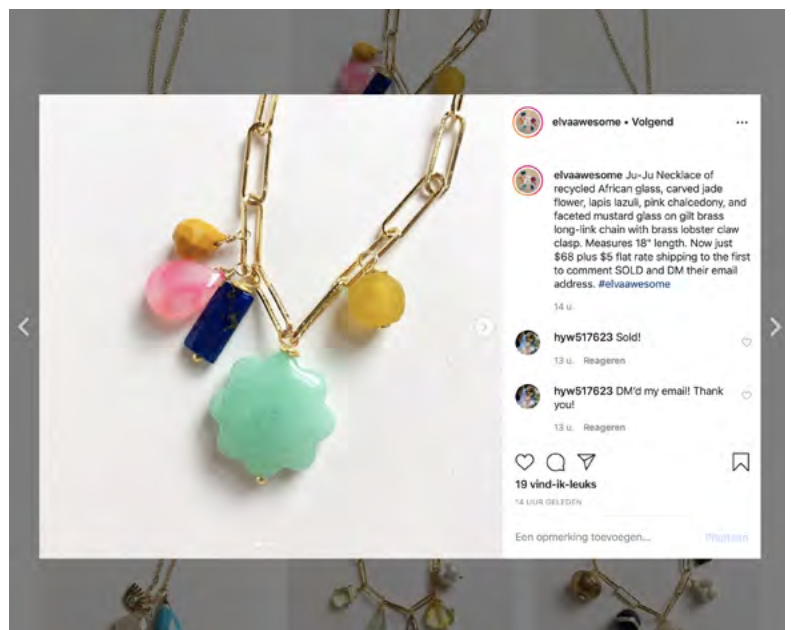 elvaawesome • Volgend
elvaawesome Ju-Ju Necklace of
recycled African glass, carved jade
flower, lapis lazuli, pink chalcedony, and
faceted mustard glass on gilt brass
long-link chain with brass lobster claw
clasp. Measures 18" length. Now just
$68 plus $5 flat rate shipping to the first
to comment SOLD and DM their email
address. #elvaawesome
14 u.
hyw517623 Sold!
13 u. Reageren
hyw517623 DM'd my email! Thank
you!
13 u. Reageren
19 vind-ik-leuks
14 UUR GELEDEN
Een opmerking toevoegen...